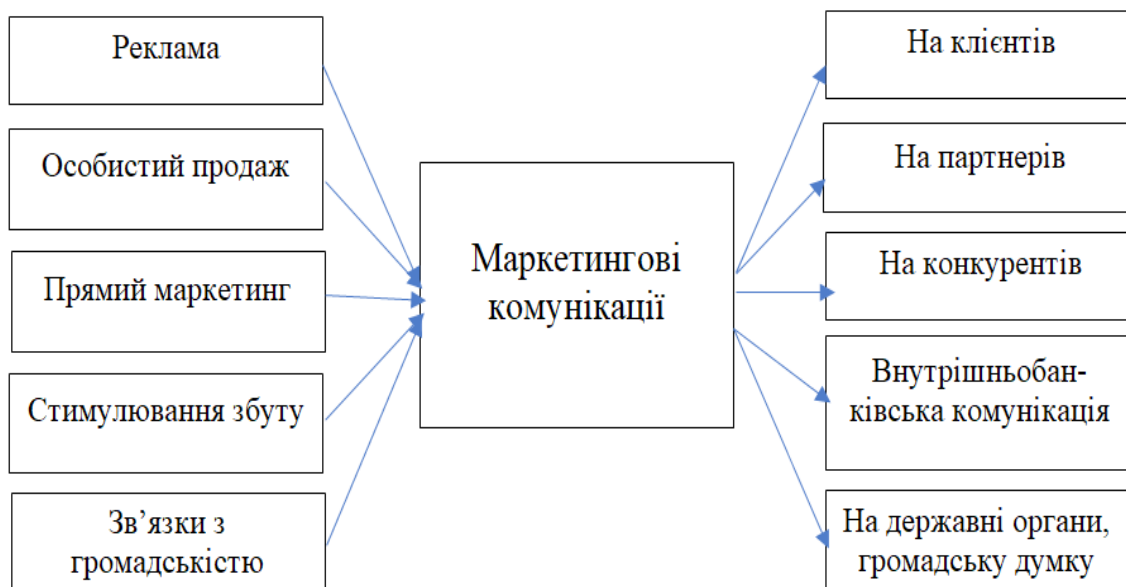 Реклама
Особистий продаж
Прямий маркетинг
Стимулювання збуту
Зв’язки з
громадськістю
Маркетингові
комунікації
На клієнтів
На партнерів
На конкурентів
Внутрішньобан-
ківська комунікація
На державні органи,
громадську думку